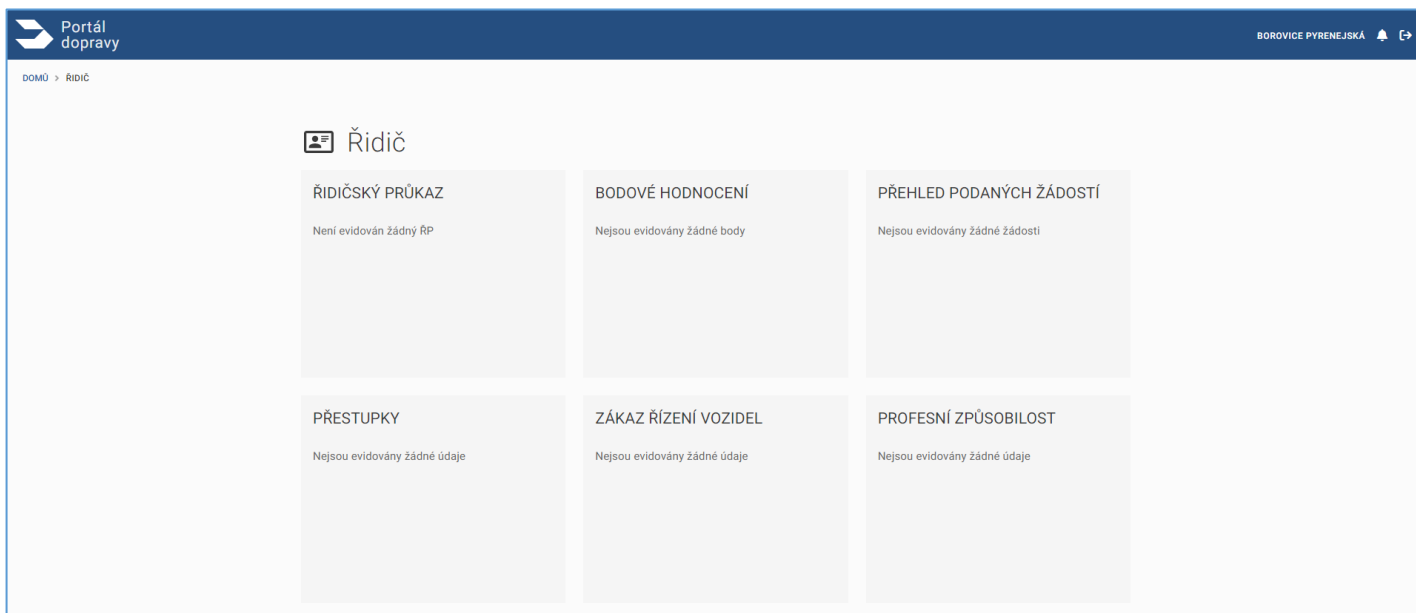 Portál
dopravy
BOROVICE PYRENEJSKÁ
DOMŮ > ŘIDIČ
Řidič
ŘIDIČSKÝ PRŮKAZ
Není evidován žádný ŘP
BODOVÉ HODNOCENÍ
Nejsou evidovány žádné body
PŘEHLED PODANÝCH ŽÁDOSTÍ
Nejsou evidovány žádné žádosti
PŘESTUPKY
Nejsou evidovány žádné údaje
ZÁKAZ ŘÍZENÍ VOZIDEL
Nejsou evidovány žádné údaje
PROFESNÍ ZPŮSOBILOST
Nejsou evidovány žádné údaje